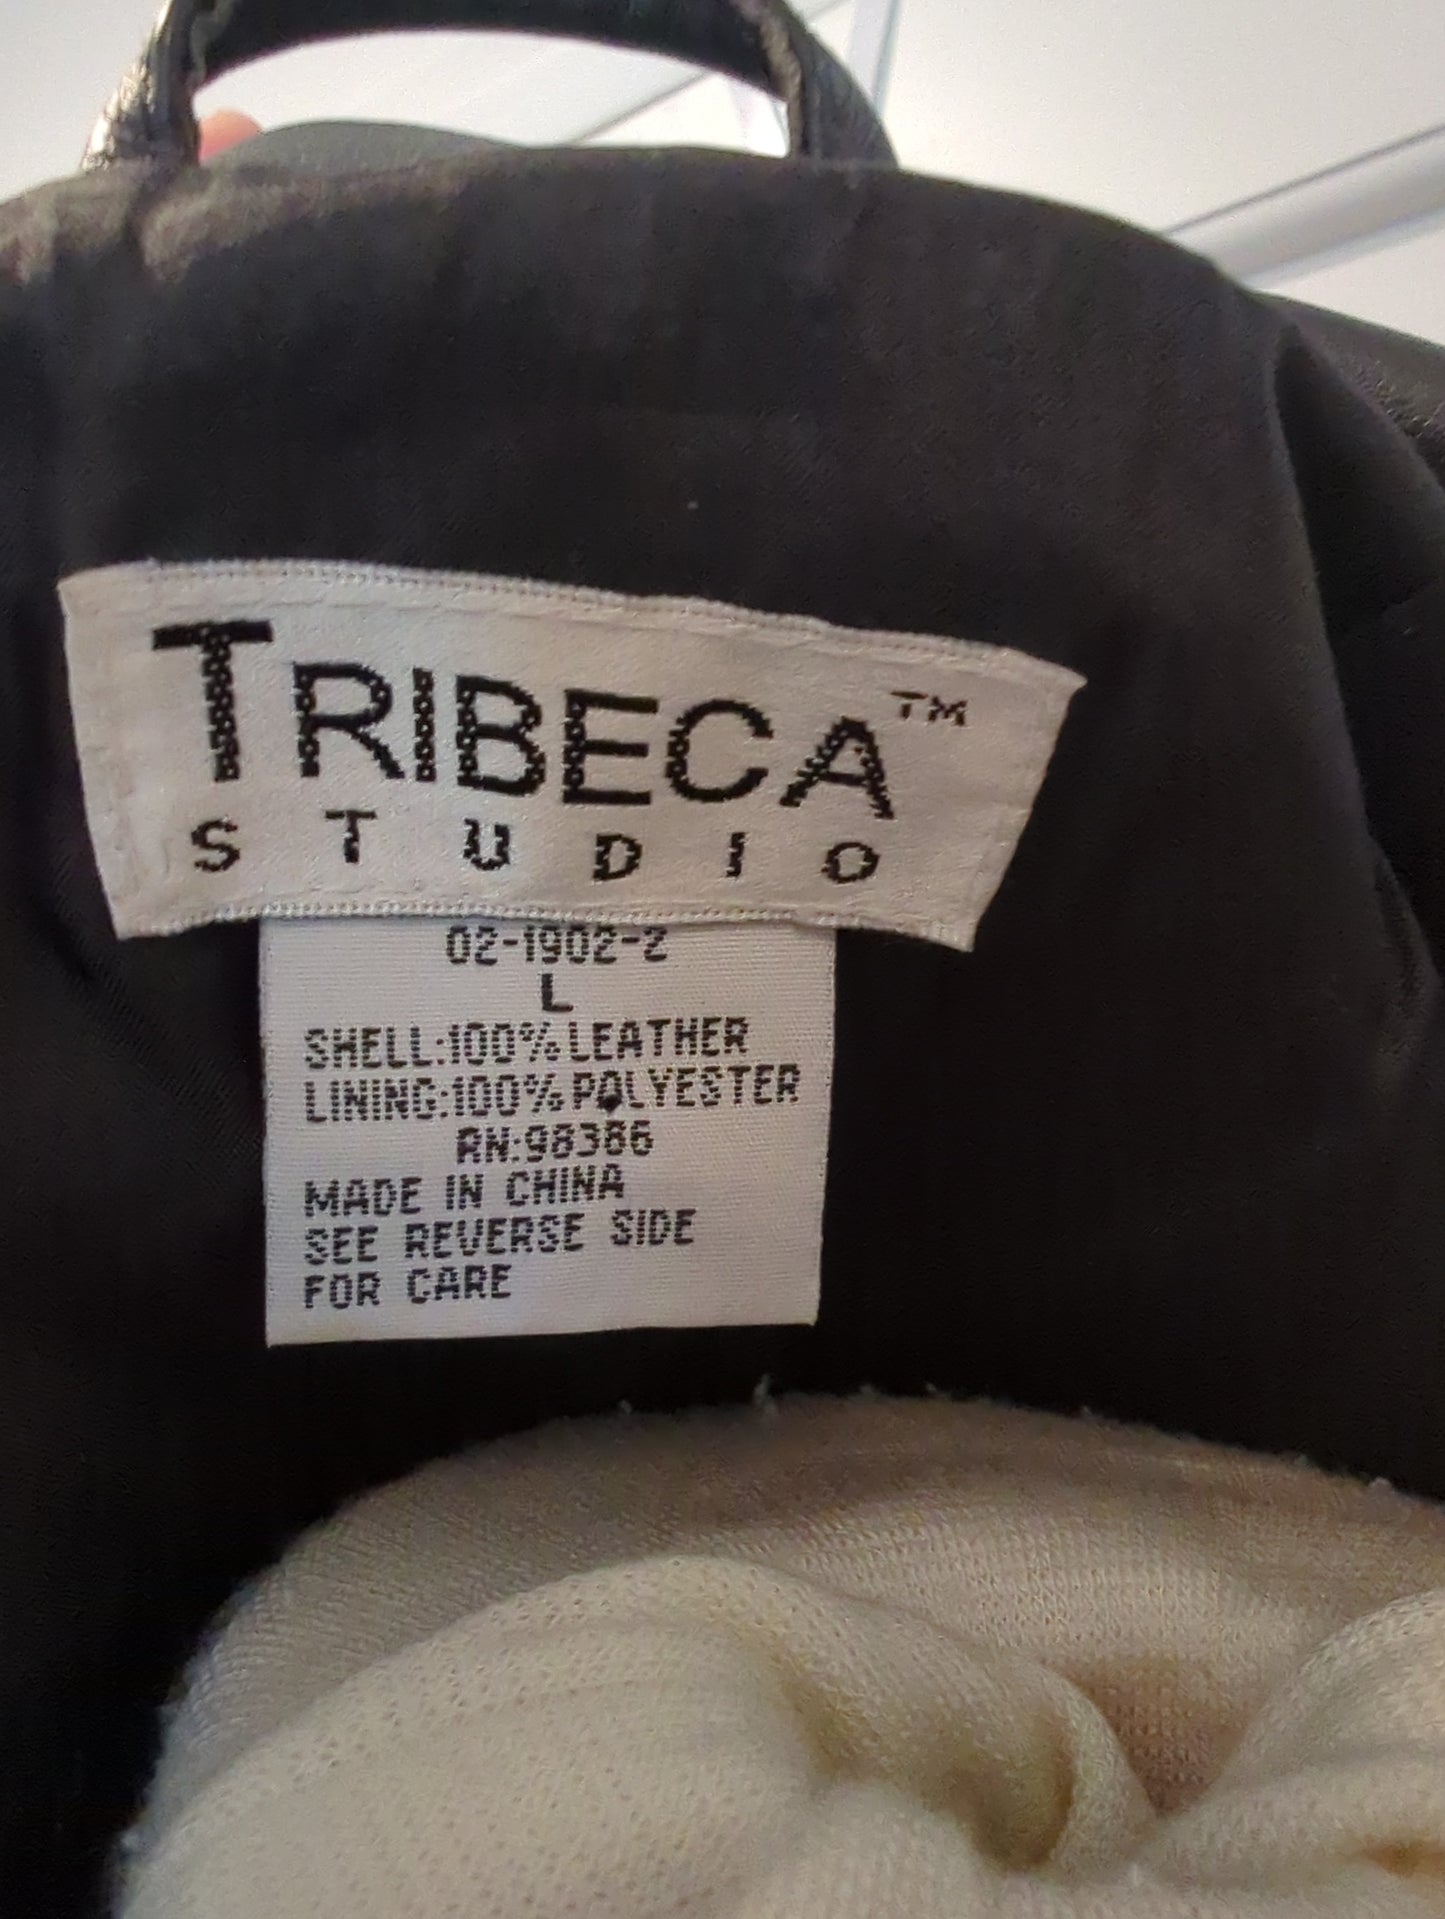 TRIBECA™
STUDIO
02-1902-2
L
SHELL:100% LEATHER
LINING:100% POLYESTER
RN:98386
MADE IN CHINA
SEE REVERSE SIDE
FOR CARE